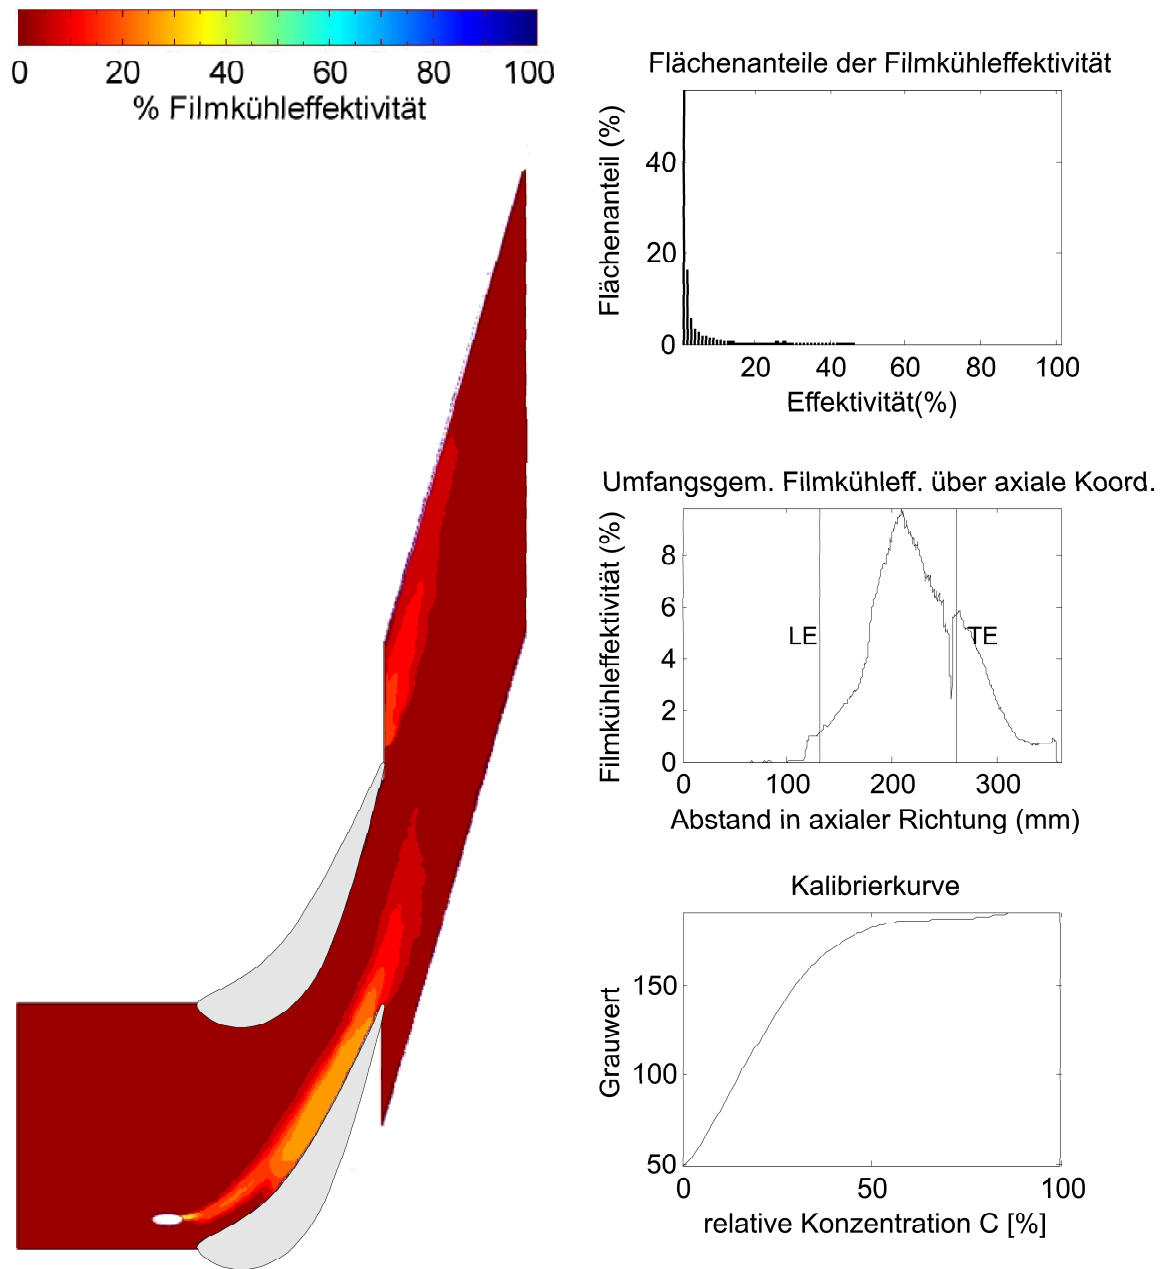 0 20 40 60 80 100
% Filmkühleffektivität
Flächenanteile der Filmkühleffektivität
Flächenanteil (%)
40
20
0
20 40 60 80 100
Effektivität(%)
Umfangsgem. Filmkühleff. über axiale Koord.
Filmkühleffektivität (%)
8
6
4
2
0
LE
TE
0 100 200 300
Abstand in axialer Richtung (mm)
Kalibrierkurve
Grauwert
150
100
50
0 50 100
relative Konzentration C [%]